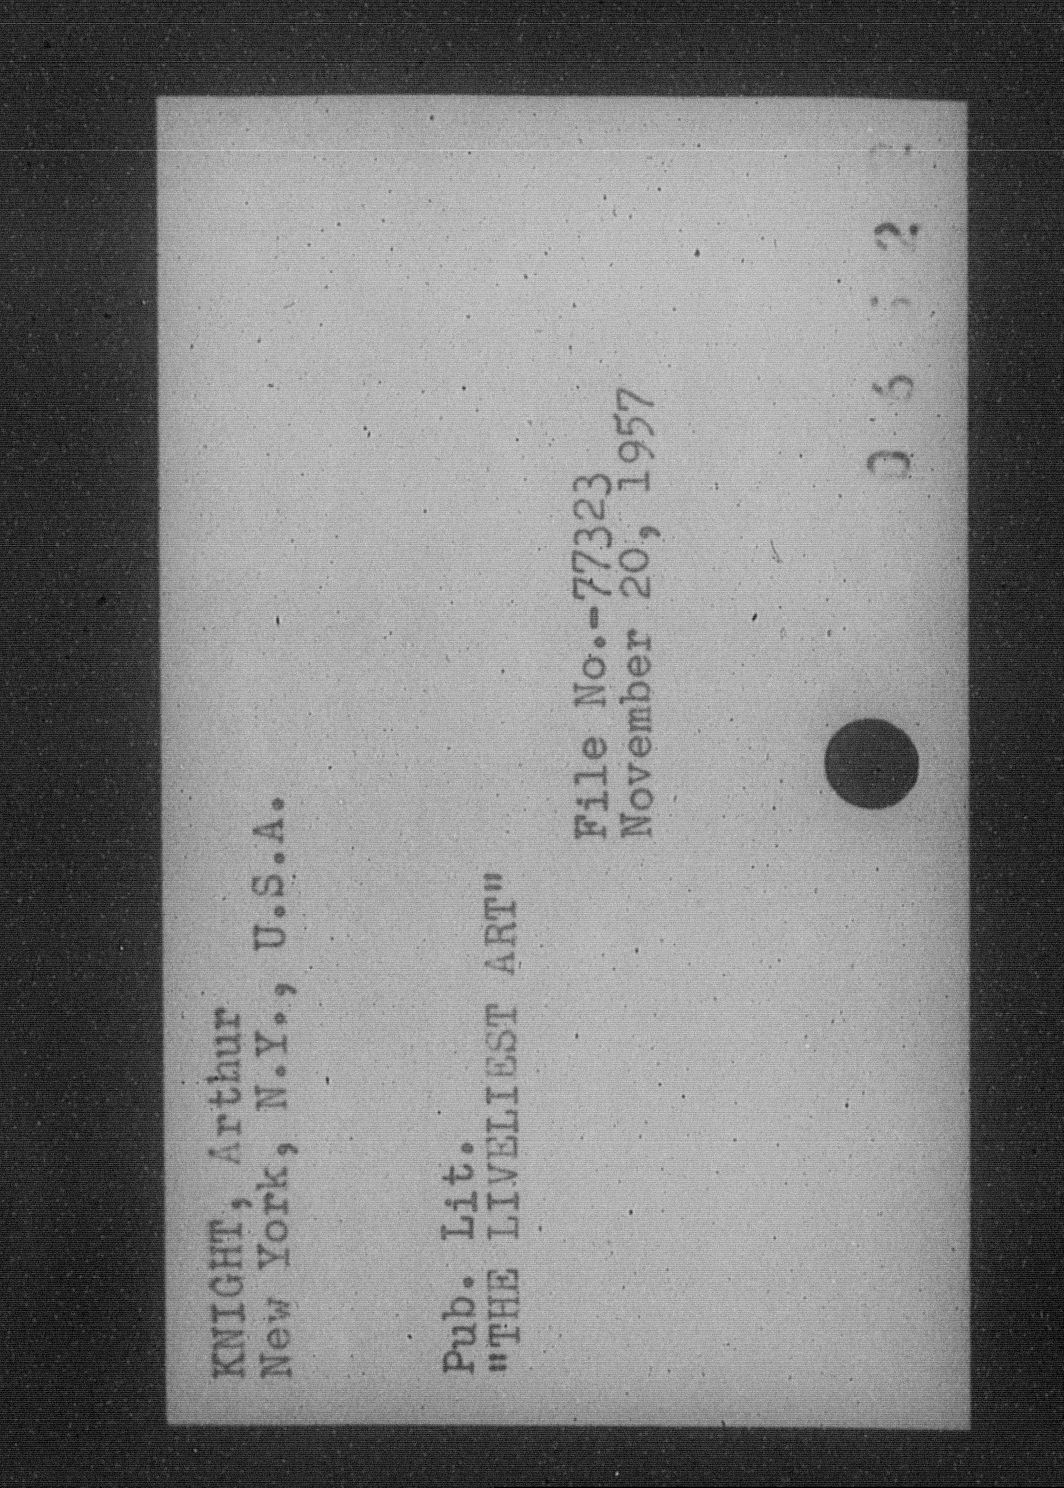 KNIGHT, Arthur
New York, N.Y., U.S.A.
Pub. Lit.
"THE LIVELIEST ART"
File No.-77323
November 20, 1957